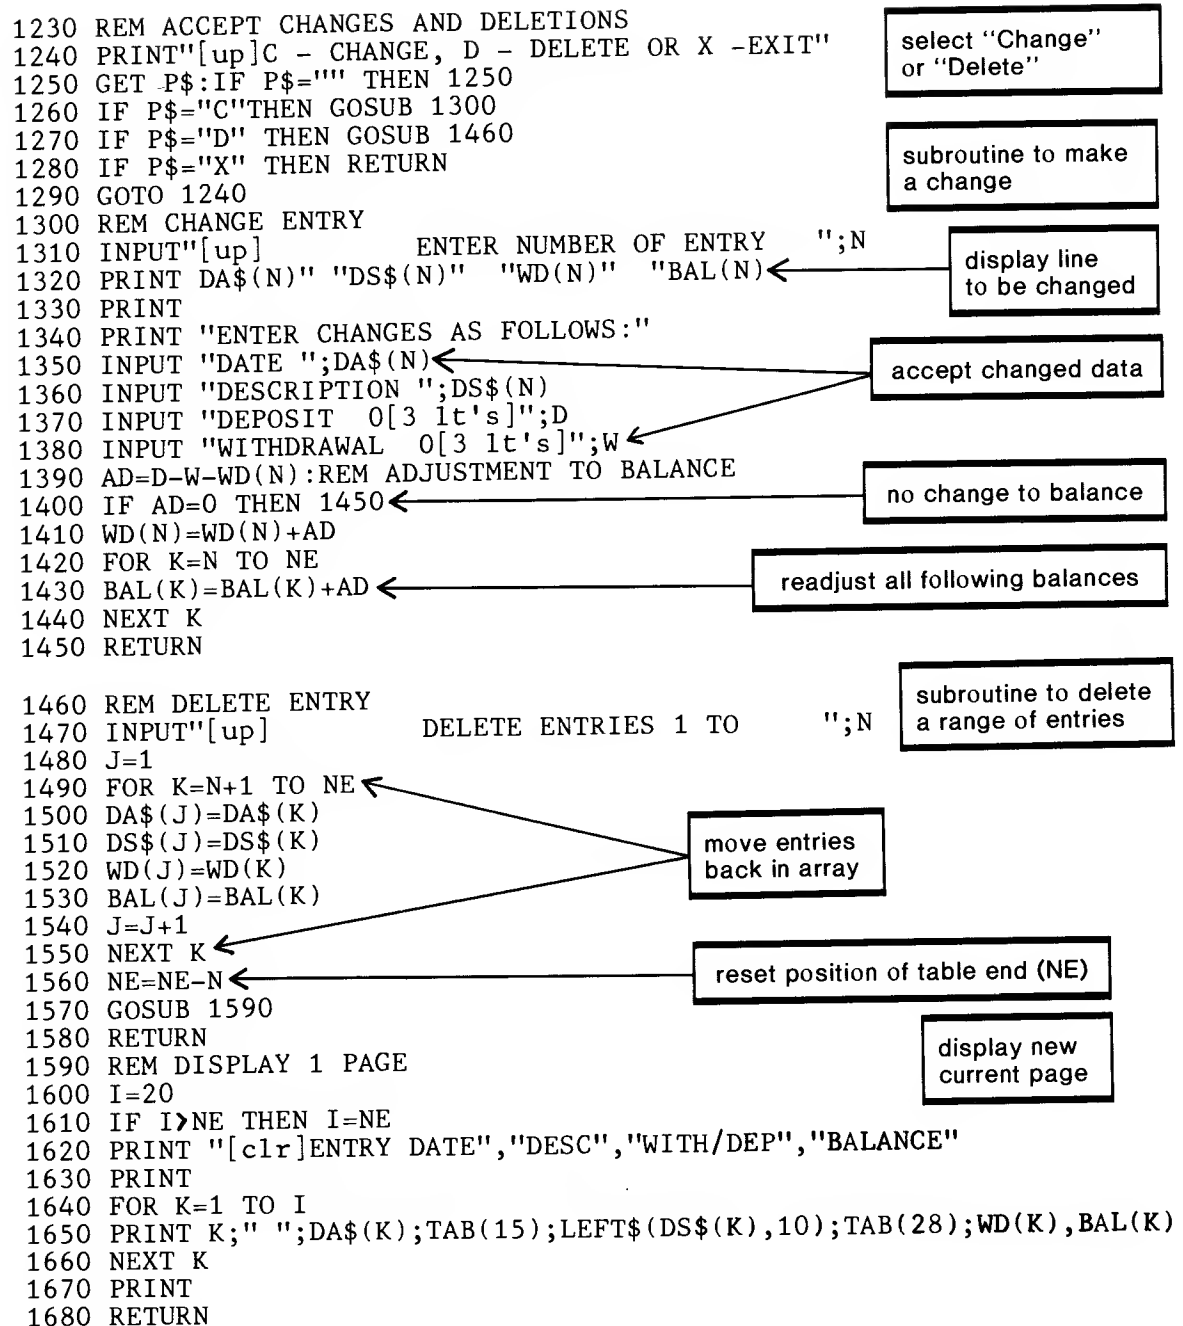 1230 REM ACCEPT CHANGES AND DELETIONS
1240 PRINT"[up]C - CHANGE, D - DELETE OR X -EXIT"
select "Change"
or "Delete"
1250 GET P$:IF P$="" THEN 1250
1260 IF P$="C"THEN GOSUB 1300
1270 IF P$="D" THEN GOSUB 1460
1280 IF P$="X" THEN RETURN
subroutine to make
a change
1290 GOTO 1240
1300 REM CHANGE ENTRY
1310 INPUT"[up]          ENTER NUMBER OF ENTRY   ";N
1320 PRINT DA$(N)" "DS$(N)"  "WD(N)"  "BAL(N)
display line
to be changed
1330 PRINT
1340 PRINT "ENTER CHANGES AS FOLLOWS:"
1350 INPUT "DATE ";DA$(N)
accept changed data
1360 INPUT "DESCRIPTION ";DS$(N)
1370 INPUT "DEPOSIT  0[3 lt's]";D
1380 INPUT "WITHDRAWAL  0[3 lt's]";W
1390 AD=D-W-WD(N):REM ADJUSTMENT TO BALANCE
1400 IF AD=0 THEN 1450
no change to balance
1410 WD(N)=WD(N)+AD
1420 FOR K=N TO NE
1430 BAL(K)=BAL(K)+AD
readjust all following balances
1440 NEXT K
1450 RETURN
1460 REM DELETE ENTRY
subroutine to delete
a range of entries
1470 INPUT"[up]          DELETE ENTRIES 1 TO     ";N
1480 J=1
1490 FOR K=N+1 TO NE
1500 DA$(J)=DA$(K)
1510 DS$(J)=DS$(K)
move entries
back in array
1520 WD(J)=WD(K)
1530 BAL(J)=BAL(K)
1540 J=J+1
1550 NEXT K
1560 NE=NE-N
reset position of table end (NE)
1570 GOSUB 1590
1580 RETURN
1590 REM DISPLAY 1 PAGE
display new
current page
1600 I=20
1610 IF I>NE THEN I=NE
1620 PRINT "[clr]ENTRY DATE","DESC","WITH/DEP","BALANCE"
1630 PRINT
1640 FOR K=1 TO I
1650 PRINT K;" ";DA$(K);TAB(15);LEFT$(DS$(K),10);TAB(28);WD(K),BAL(K)
1660 NEXT K
1670 PRINT
1680 RETURN